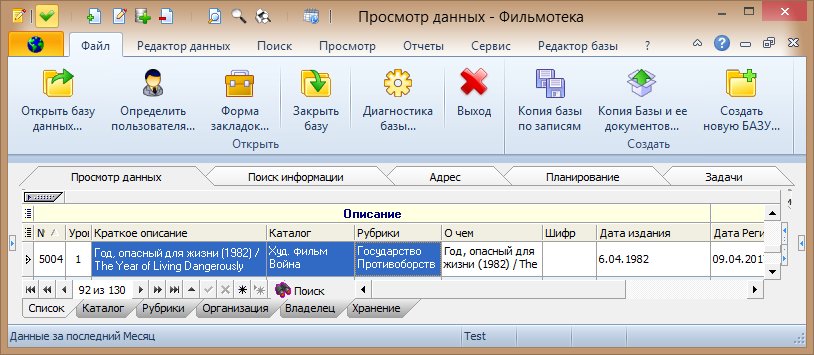 Просмотр данных - Фильмотека
Файл Редактор данных Поиск Просмотр Отчеты Сервис Редактор базы ?
Открыть базу данных...
Определить пользователя...
Форма закладок...
Закрыть базу
Диагностика базы...
Выход
Копия базы по записям
Копия Базы и ее документов...
Создать новую БАЗУ...
Открыть
Создать
Просмотр данных Поиск информации Адрес Планирование Задачи
Описание
N Уров Краткое описание Каталог Рубрики О чем Шифр Дата издания Дата Реги
5004 1 Год, опасный для жизни (1982) / Худ. Фильм Государство Год, опасный для 6.04.1982 09.04.201
The Year of Living Dangerously Война Противоборств жизни (1982) / The
92 из 130 Поиск
Список Каталог Рубрики Организация Владелец Хранение
Данные за последний Месяц Test